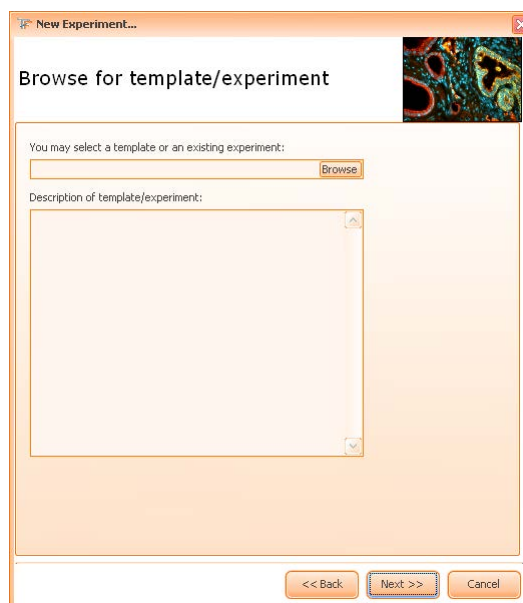 New Experiment...
Browse for template/experiment
You may select a template or an existing experiment:
Browse
Description of template/experiment:
<< Back Next >> Cancel